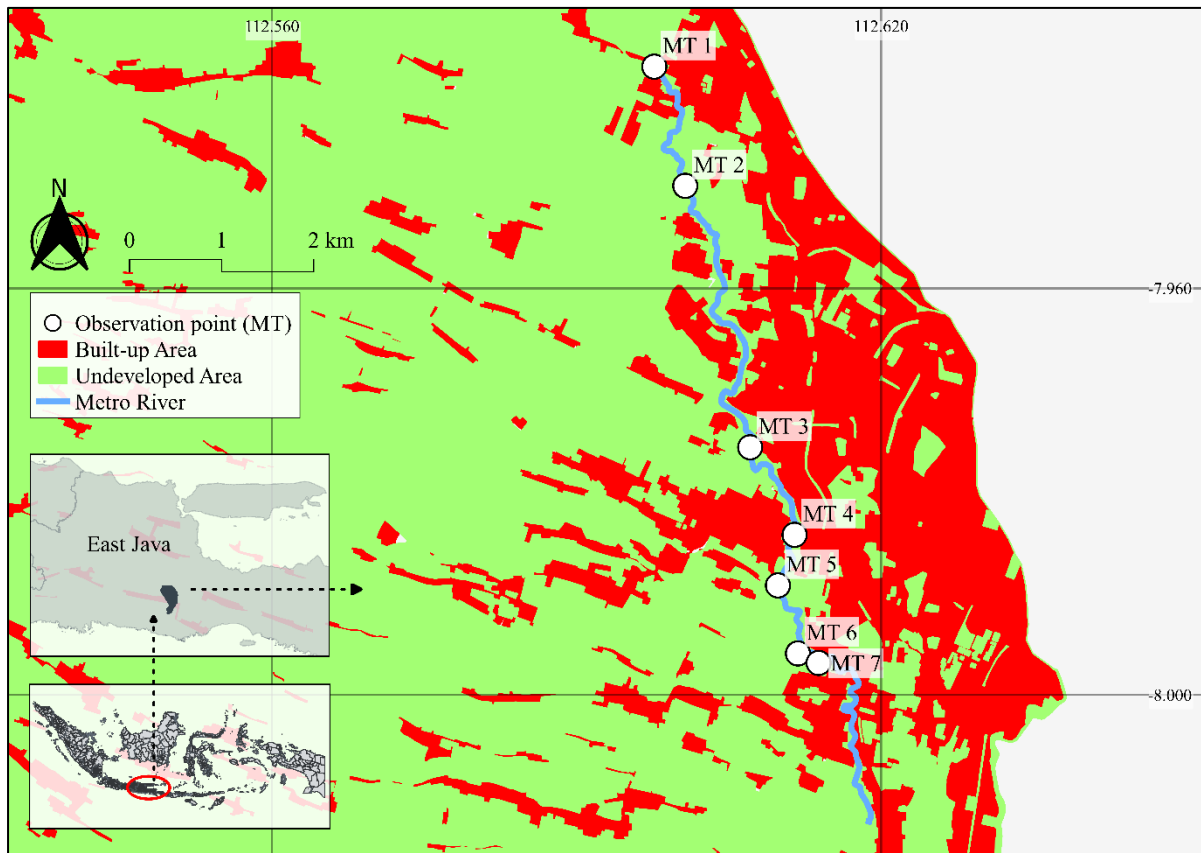 112.560
112.620
MT 1
MT 2
N
0 1 2 km
-7.960
Observation point (MT)
Built-up Area
Undeveloped Area
Metro River
MT 3
MT 4
East Java
MT 5
MT 6
MT 7
-8.000